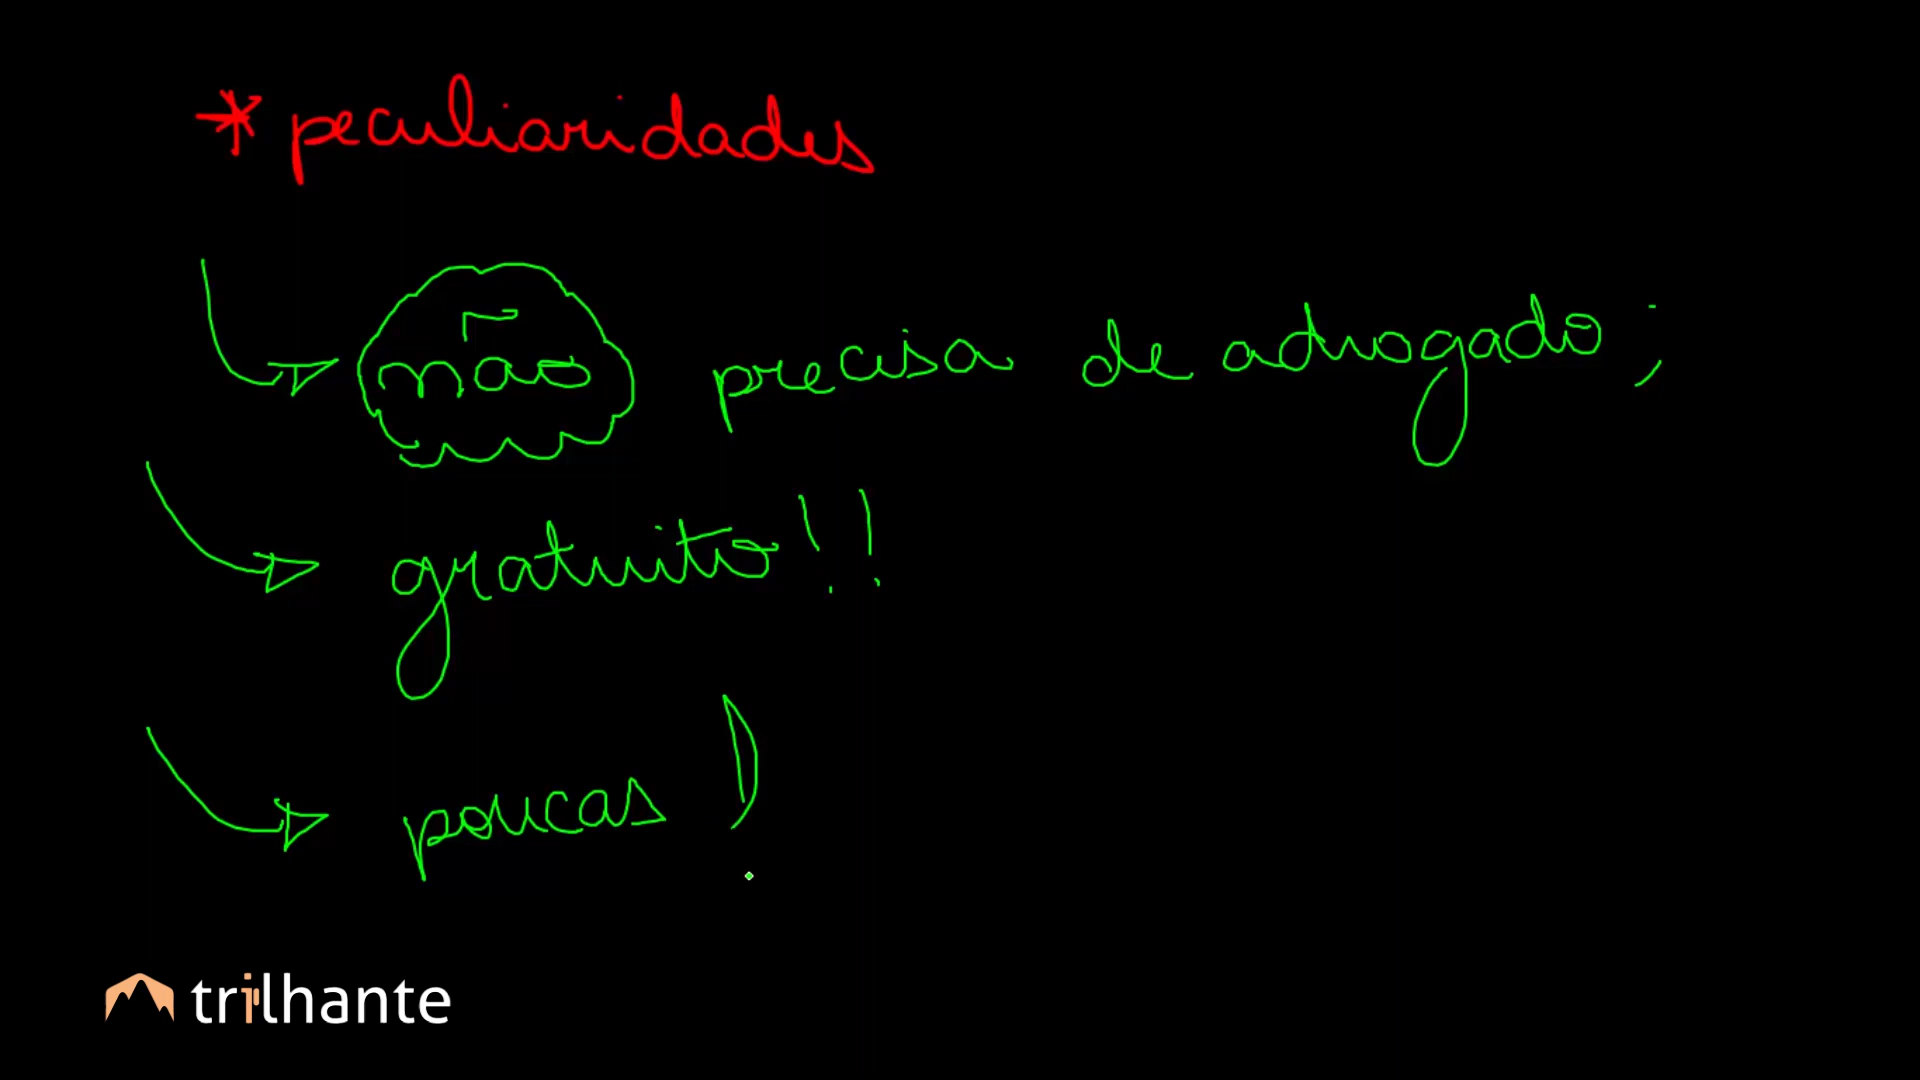 * peculiaridades
não precisa de advogado;
gratuito!!
poucas !
trilhante